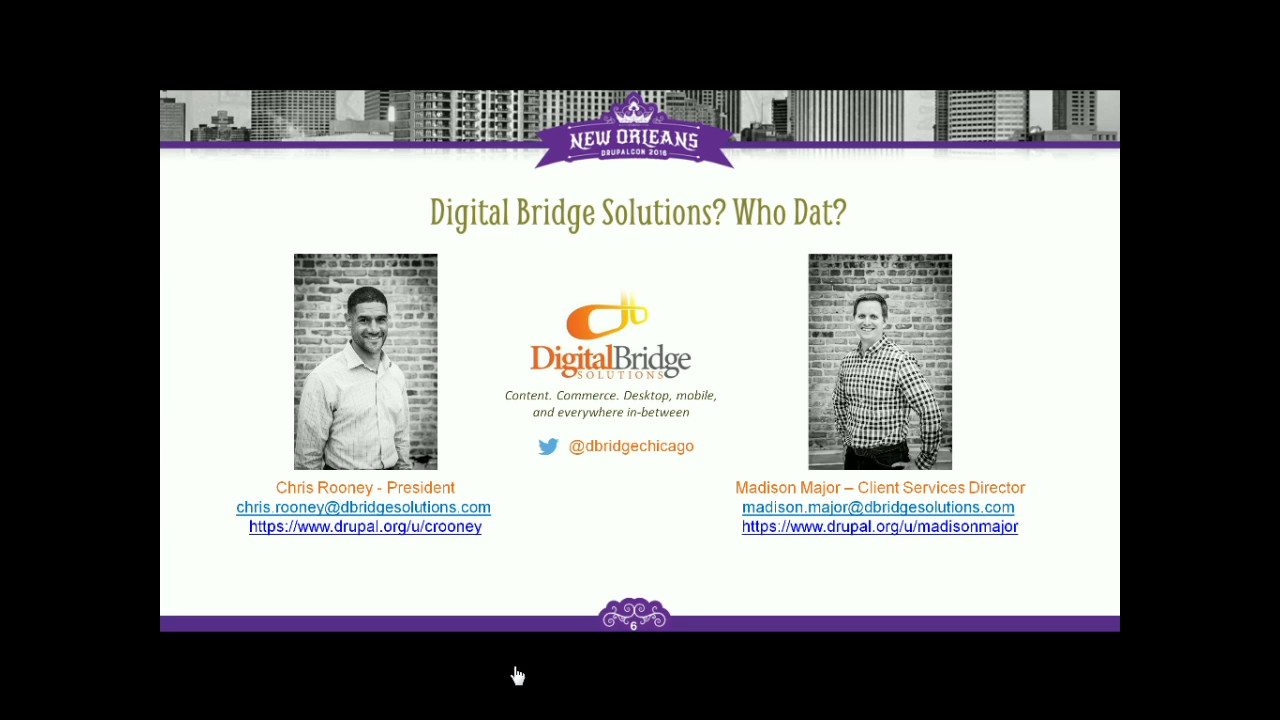 NEW ORLEANS
DRUPALCON 2016
Digital Bridge Solutions? Who Dat?
DigitalBridge
SOLUTIONS
Content. Commerce. Desktop, mobile,
and everywhere in-between
@dbridgechicago
Chris Rooney - President
chris.rooney@dbridgesolutions.com
https://www.drupal.org/u/crooney
Madison Major – Client Services Director
madison.major@dbridgesolutions.com
https://www.drupal.org/u/madisonmajor
6